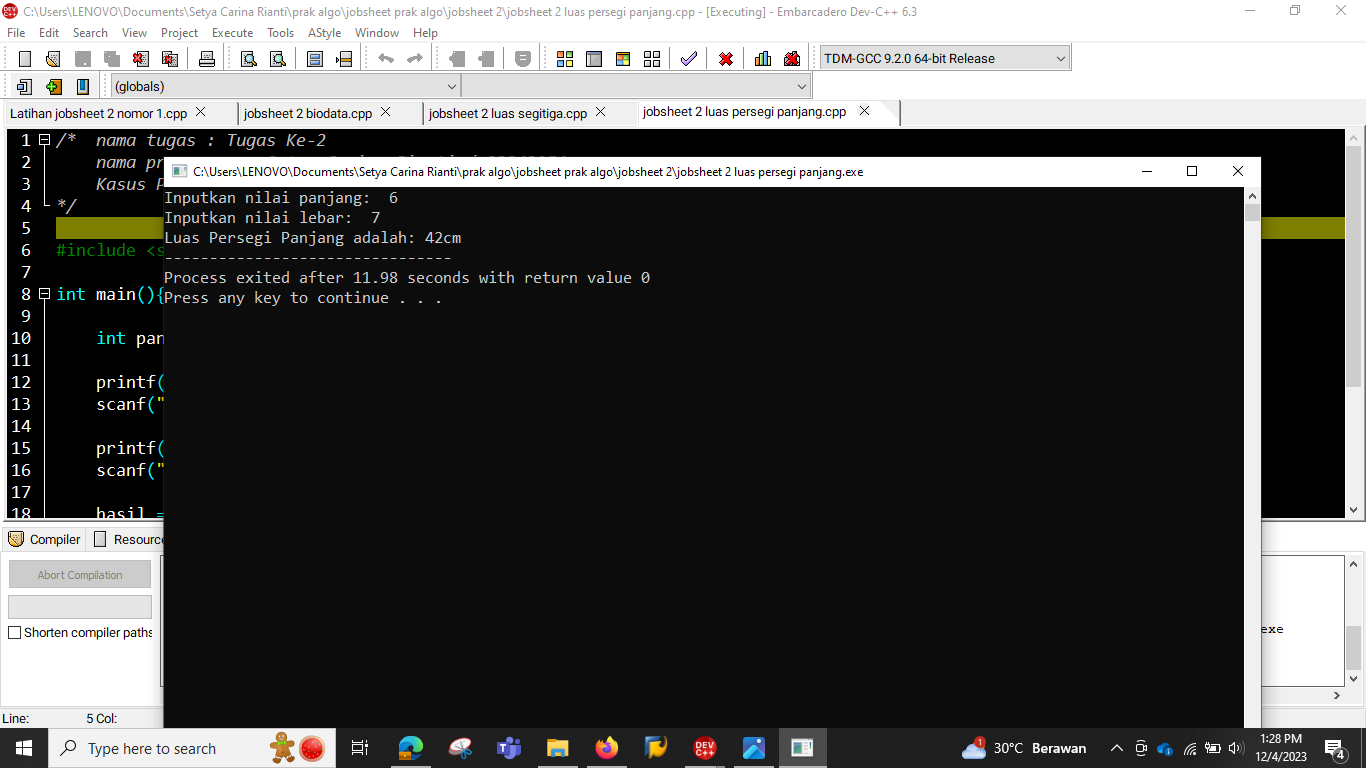 C:\Users\LENOVO\Documents\Setya Carina Rianti\prak algo\jobsheet prak algo\jobsheet 2\jobsheet 2 luas persegi panjang.cpp - [Executing] - Embarcadero Dev-C++ 6.3
File Edit Search View Project Execute Tools AStyle Window Help
TDM-GCC 9.2.0 64-bit Release
(globals)
Latihan jobsheet 2 nomor 1.cpp jobsheet 2 biodata.cpp jobsheet 2 luas segitiga.cpp jobsheet 2 luas persegi panjang.cpp
1 /* nama tugas : Tugas Ke-2
2 nama pr
3 Kasus P
4 */
5
6 #include <s
7
8 int main(){
9
10 int pan
11
12 printf(
13 scanf("
14
15 printf(
16 scanf("
17
18 hasil =
C:\Users\LENOVO\Documents\Setya Carina Rianti\prak algo\jobsheet prak algo\jobsheet 2\jobsheet 2 luas persegi panjang.exe
Inputkan nilai panjang: 6
Inputkan nilai lebar: 7
Luas Persegi Panjang adalah: 42cm
--------------------------------
Process exited after 11.98 seconds with return value 0
Press any key to continue . . .
Compiler Resource
Abort Compilation
Shorten compiler paths
exe
Line: 5 Col:
Type here to search
DEV C++
1
30°C Berawan
1:28 PM
12/4/2023
4